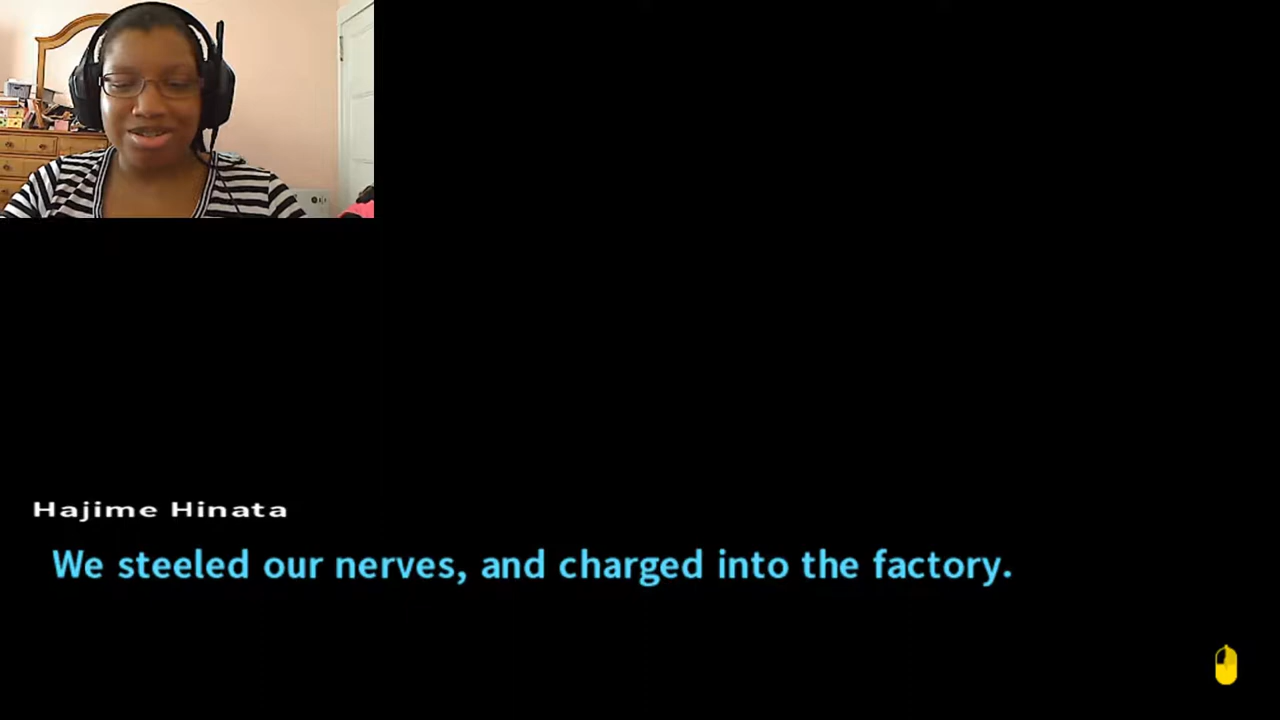 Hajime Hinata
We steeled our nerves, and charged into the factory.